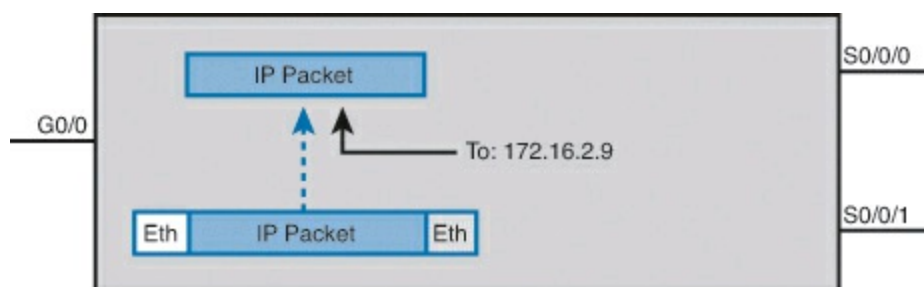 IP Packet
S0/0/0
G0/0
To: 172.16.2.9
S0/0/1
Eth IP Packet Eth